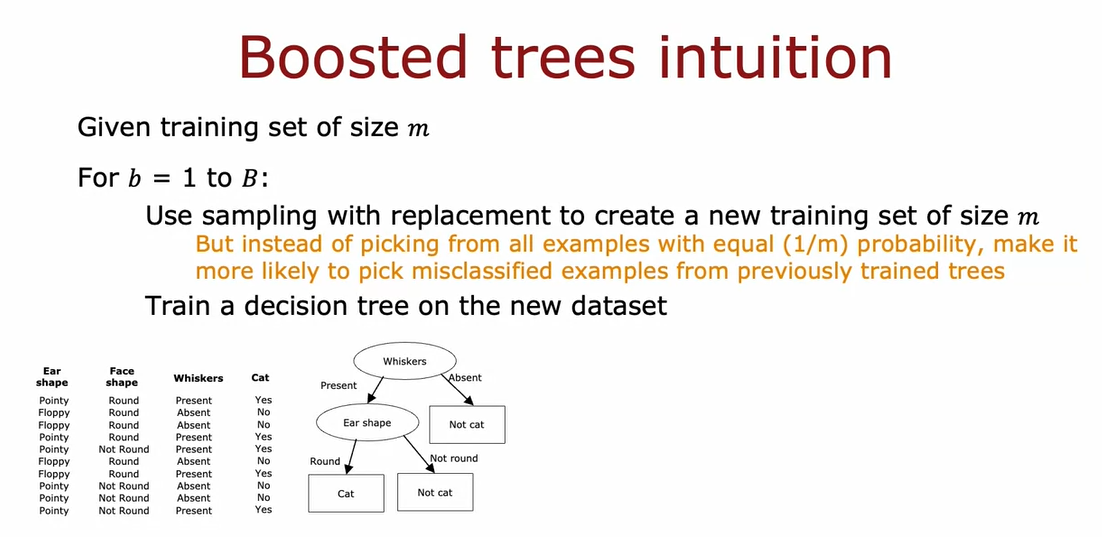 Boosted trees intuition
Given training set of size m
For b = 1 to B:
Use sampling with replacement to create a new training set of size m
But instead of picking from all examples with equal (1/m) probability, make it
more likely to pick misclassified examples from previously trained trees
Train a decision tree on the new dataset
Ear shape Face shape Whiskers Cat
Pointy Round Present Yes
Floppy Round Absent No
Floppy Round Absent No
Pointy Round Present Yes
Pointy Not Round Present Yes
Floppy Round Absent No
Floppy Round Present Yes
Pointy Not Round Absent No
Pointy Not Round Absent No
Pointy Not Round Present Yes
Whiskers
Present
Absent
Ear shape
Not cat
Round
Not round
Cat
Not cat